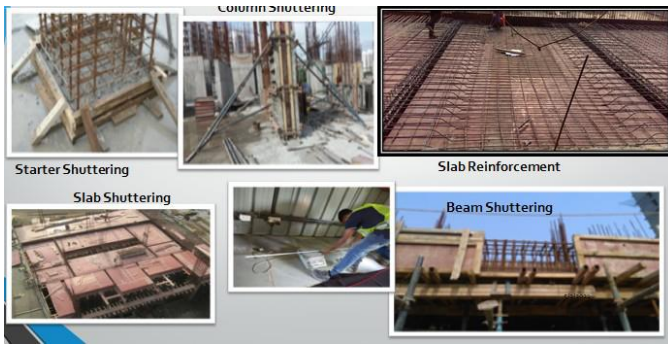 Column Shuttering
Starter Shuttering
Slab Reinforcement
Slab Shuttering
Beam Shuttering